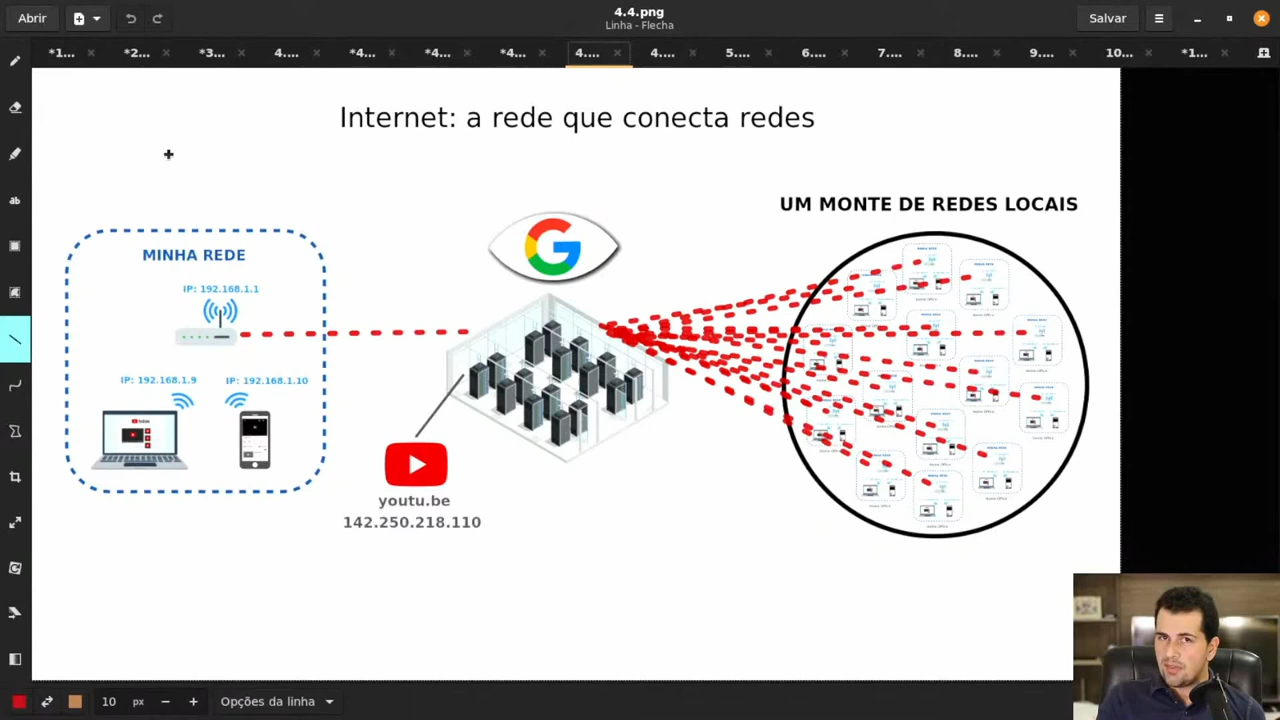 Abrir
4.4.png
Linha - Flecha
Salvar
*1...
*2...
*3...
4....
*4...
*4...
*4...
4....
4....
5....
6....
7....
8....
9....
10...
*1...
Internet: a rede que conecta redes
UM MONTE DE REDES LOCAIS
MINHA REDE
IP: 192.168.1.1
IP: 192.168.1.9
IP: 192.168.1.10
youtu.be
142.250.218.110
ab
10 px
Opções da linha